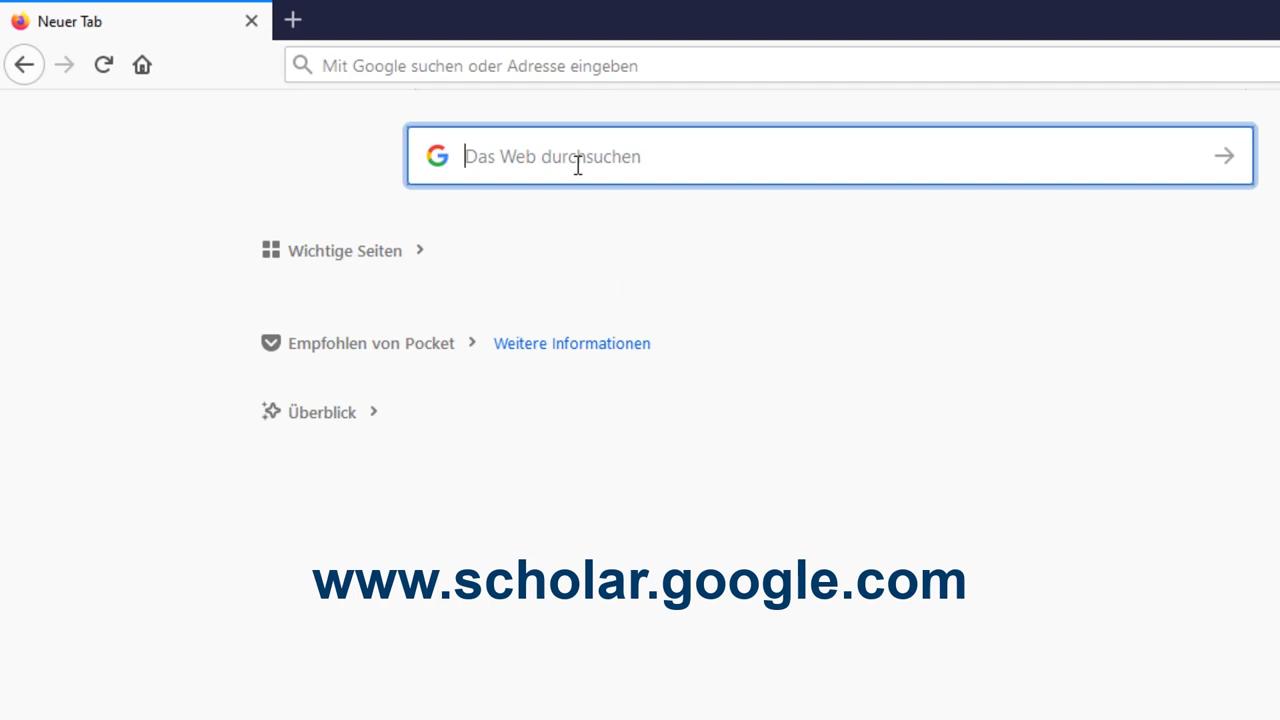 Neuer Tab
Mit Google suchen oder Adresse eingeben
Das Web durchsuchen
Wichtige Seiten
Empfohlen von Pocket Weitere Informationen
Überblick
www.scholar.google.com